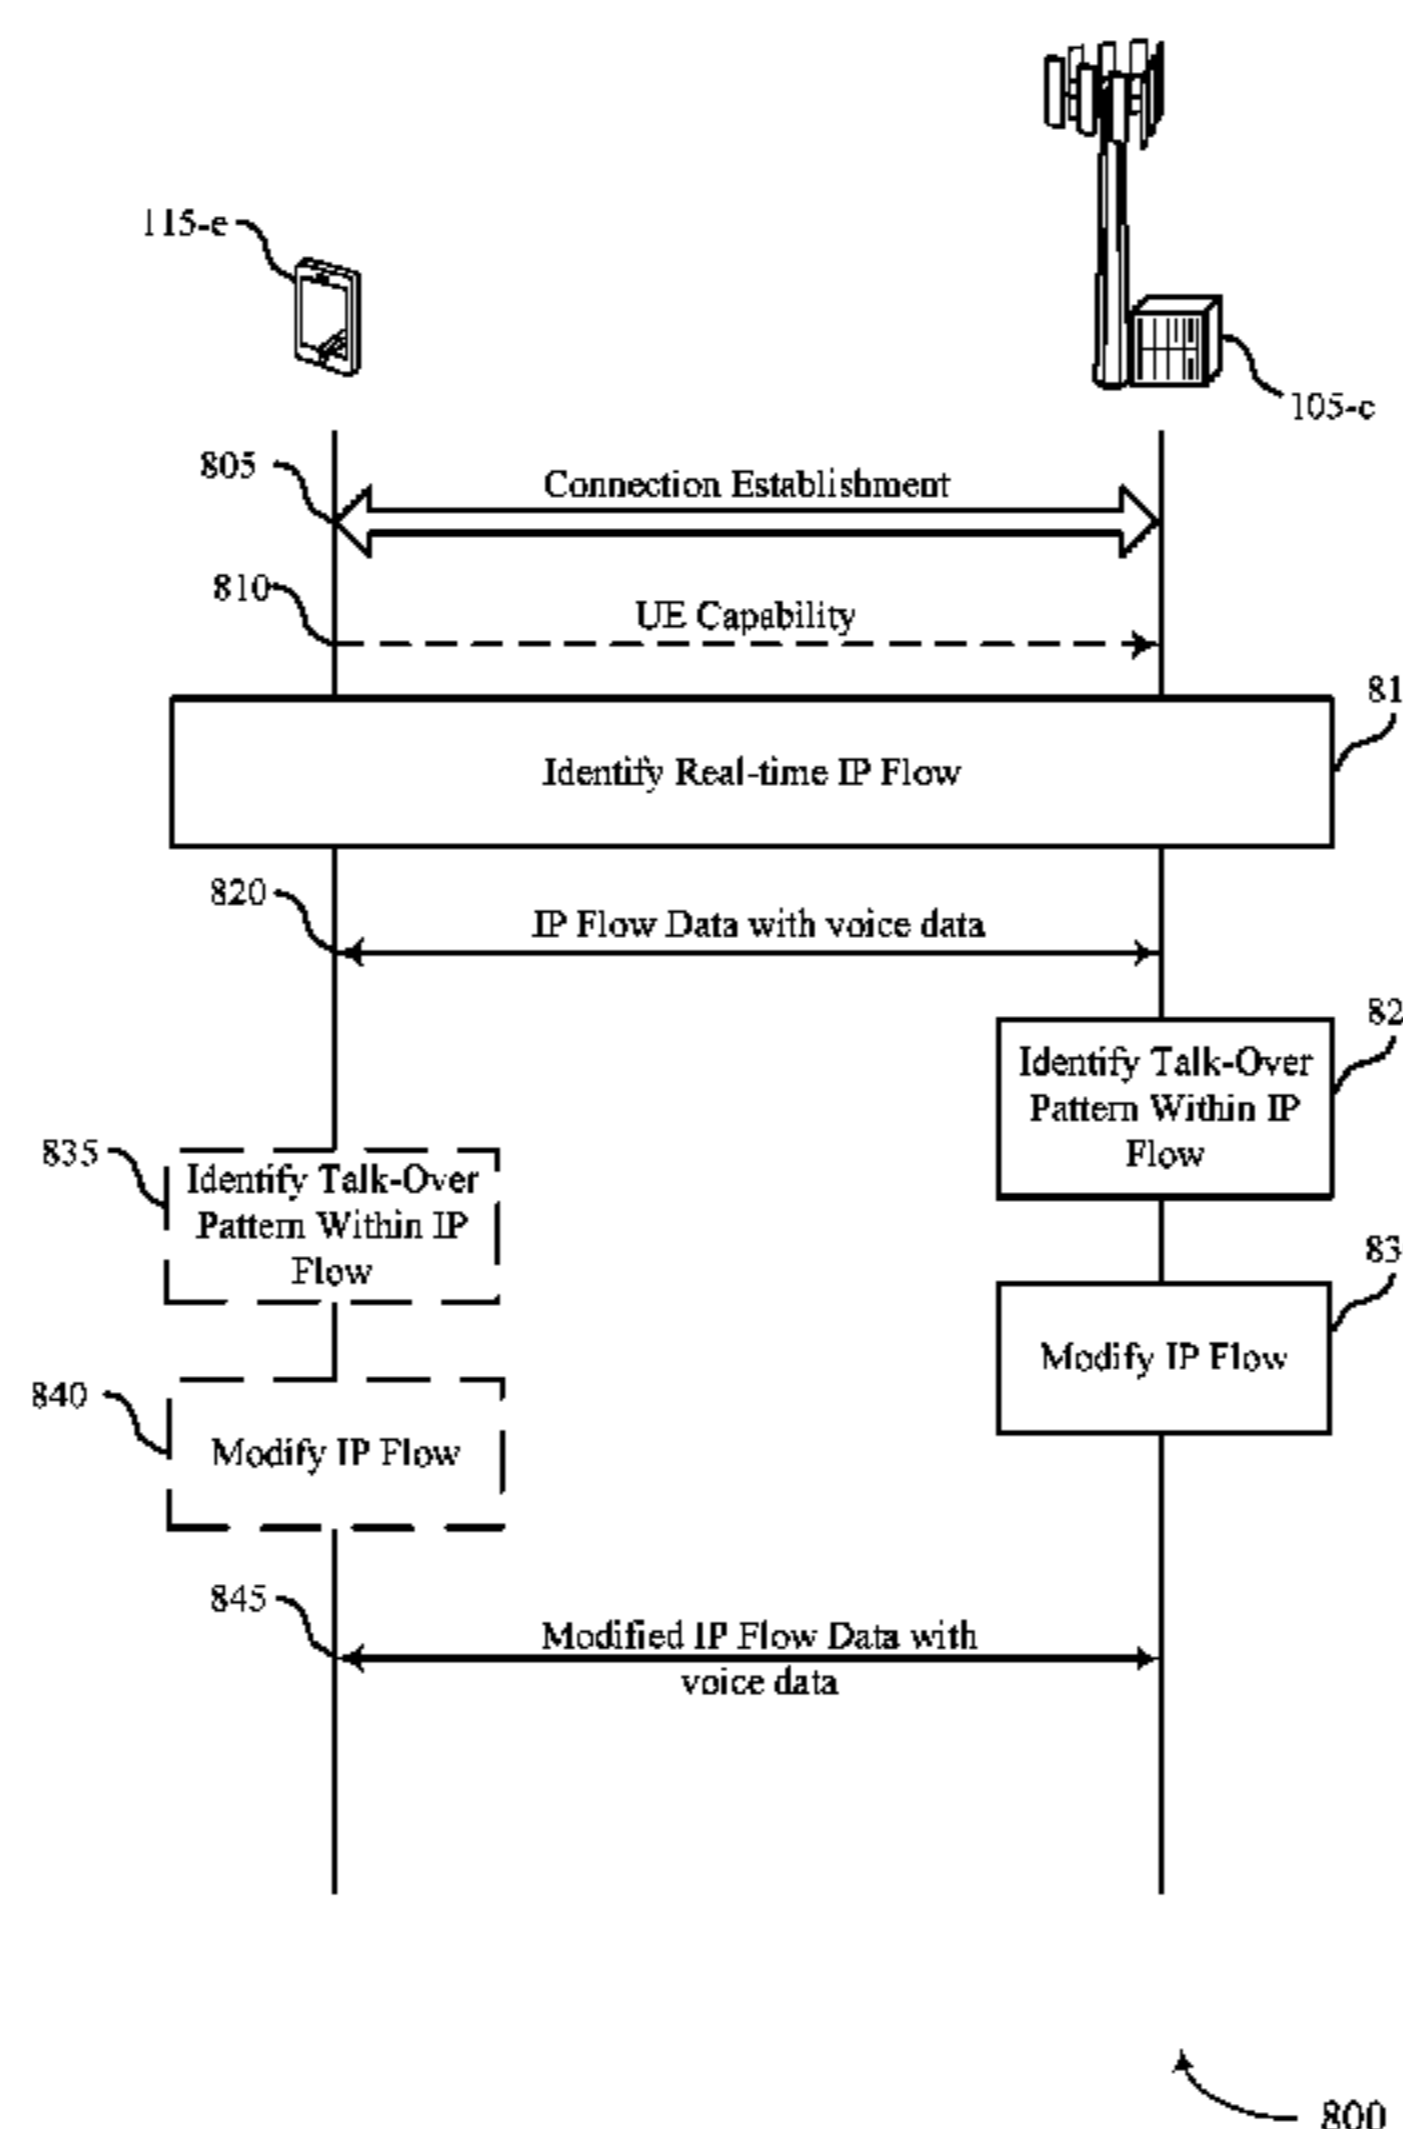 115-e
105-c
805
Connection Establishment
810
UE Capability
81
Identify Real-time IP Flow
820
IP Flow Data with voice data
82
Identify Talk-Over
Pattern Within IP
Flow
835
Identify Talk-Over
Pattern Within IP
Flow
83
Modify IP Flow
840
Modify IP Flow
845
Modified IP Flow Data with
voice data
800